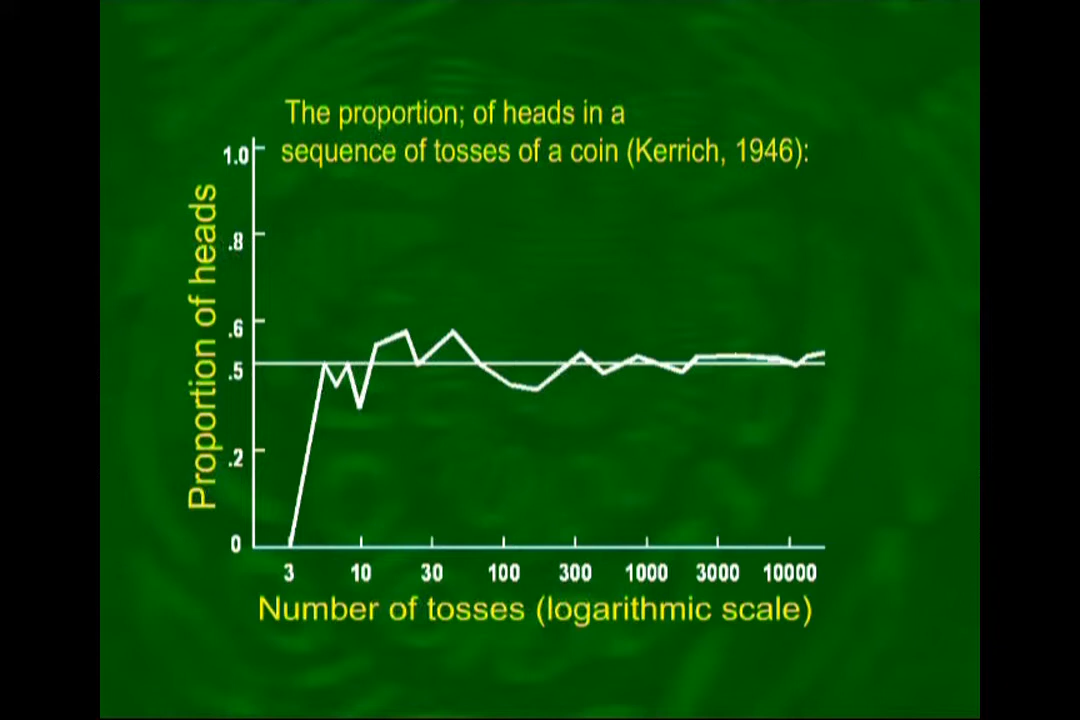 The proportion; of heads in a
sequence of tosses of a coin (Kerrich, 1946):
Proportion of heads
1.0
.8
.6
.5
.2
0
3 10 30 100 300 1000 3000 10000
Number of tosses (logarithmic scale)